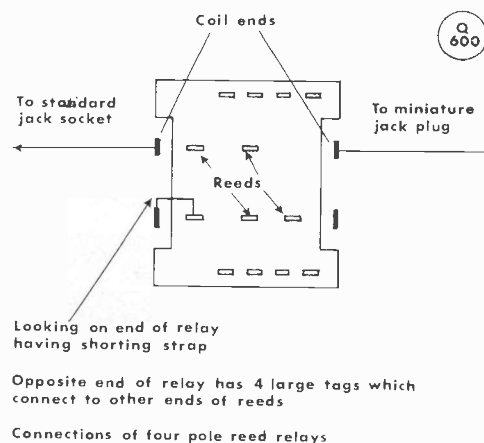 Coil ends
Q
600
To standard
jack socket
To miniature
jack plug
Reeds
Looking on end of relay
having shorting strap
Opposite end of relay has 4 large tags which
connect to other ends of reeds
Connections of four pole reed relays